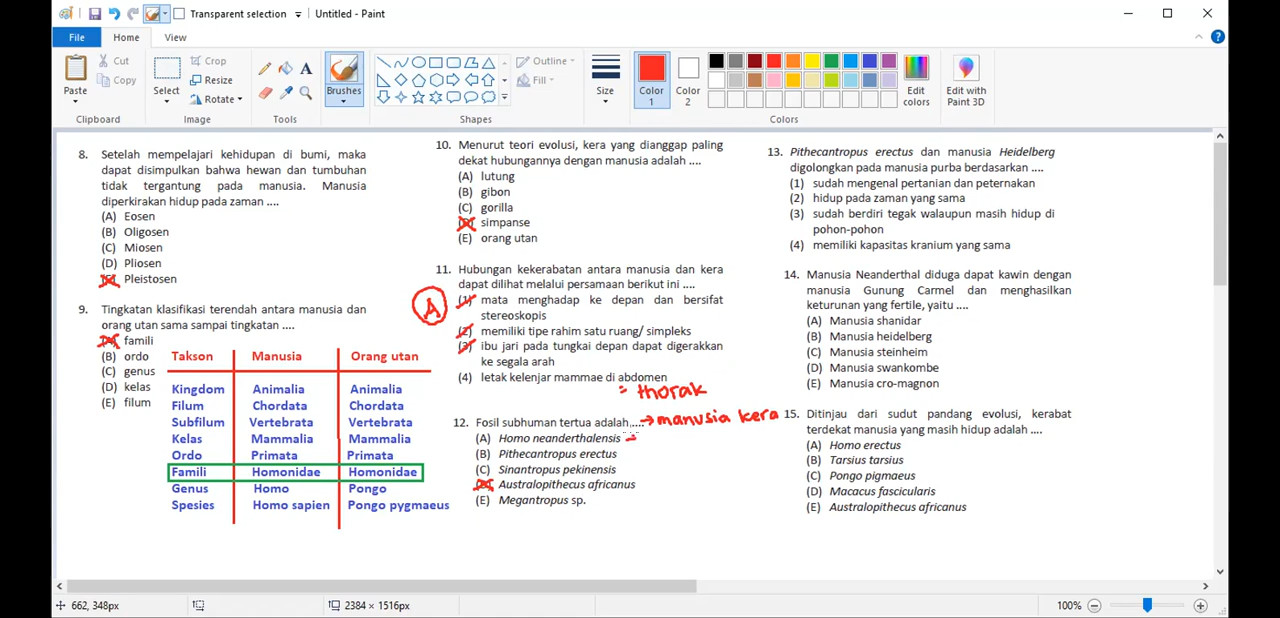 Transparent selection
Untitled - Paint
File
Home
View
Paste
Cut
Copy
Clipboard
Select
Crop
Resize
Rotate
Image
A
Tools
Brushes
Shapes
Outline
Fill
Size
Color 1
Color 2
Edit colors
Colors
Edit with Paint 3D
8. Setelah mempelajari kehidupan di bumi, maka
dapat disimpulkan bahwa hewan dan tumbuhan
tidak tergantung pada manusia. Manusia
diperkirakan hidup pada zaman ....
(A) Eosen
(B) Oligosen
(C) Miosen
(D) Pliosen
Pleistosen
9. Tingkatan klasifikasi terendah antara manusia dan
orang utan sama sampai tingkatan ....
famili
(B) ordo
(C) genus
(D) kelas
(E) filum
Takson Manusia Orang utan
Kingdom Animalia Animalia
Filum Chordata Chordata
Subfilum Vertebrata Vertebrata
Kelas Mammalia Mammalia
Ordo Primata Primata
Famili Homonidae Homonidae
Genus Homo Pongo
Spesies Homo sapien Pongo pygmaeus
10. Menurut teori evolusi, kera yang dianggap paling
dekat hubungannya dengan manusia adalah ....
(A) lutung
(B) gibon
(C) gorilla
simpanse
(E) orang utan
11. Hubungan kekerabatan antara manusia dan kera
dapat dilihat melalui persamaan berikut ini ....
A
(1) mata menghadap ke depan dan bersifat
stereoskopis
(2) memiliki tipe rahim satu ruang/ simpleks
(3) ibu jari pada tungkai depan dapat digerakkan
ke segala arah
(4) letak kelenjar mammae di abdomen
= thorak
12. Fosil subhuman tertua adalah.... → manusia kera
(A) Homo neanderthalensis
(B) Pithecantropus erectus
(C) Sinantropus pekinensis
Australopithecus africanus
(E) Megantropus sp.
13. Pithecantropus erectus dan manusia Heidelberg
digolongkan pada manusia purba berdasarkan ....
(1) sudah mengenal pertanian dan peternakan
(2) hidup pada zaman yang sama
(3) sudah berdiri tegak walaupun masih hidup di
pohon-pohon
(4) memiliki kapasitas kranium yang sama
14. Manusia Neanderthal diduga dapat kawin dengan
manusia Gunung Carmel dan menghasilkan
keturunan yang fertile, yaitu ....
(A) Manusia shanidar
(B) Manusia heidelberg
(C) Manusia steinheim
(D) Manusia swankombe
(E) Manusia cro-magnon
15. Ditinjau dari sudut pandang evolusi, kerabat
terdekat manusia yang masih hidup adalah ....
(A) Homo erectus
(B) Tarsius tarsius
(C) Pongo pigmaeus
(D) Macacus fascicularis
(E) Australopithecus africanus
662, 348px
2384 × 1516px
100%